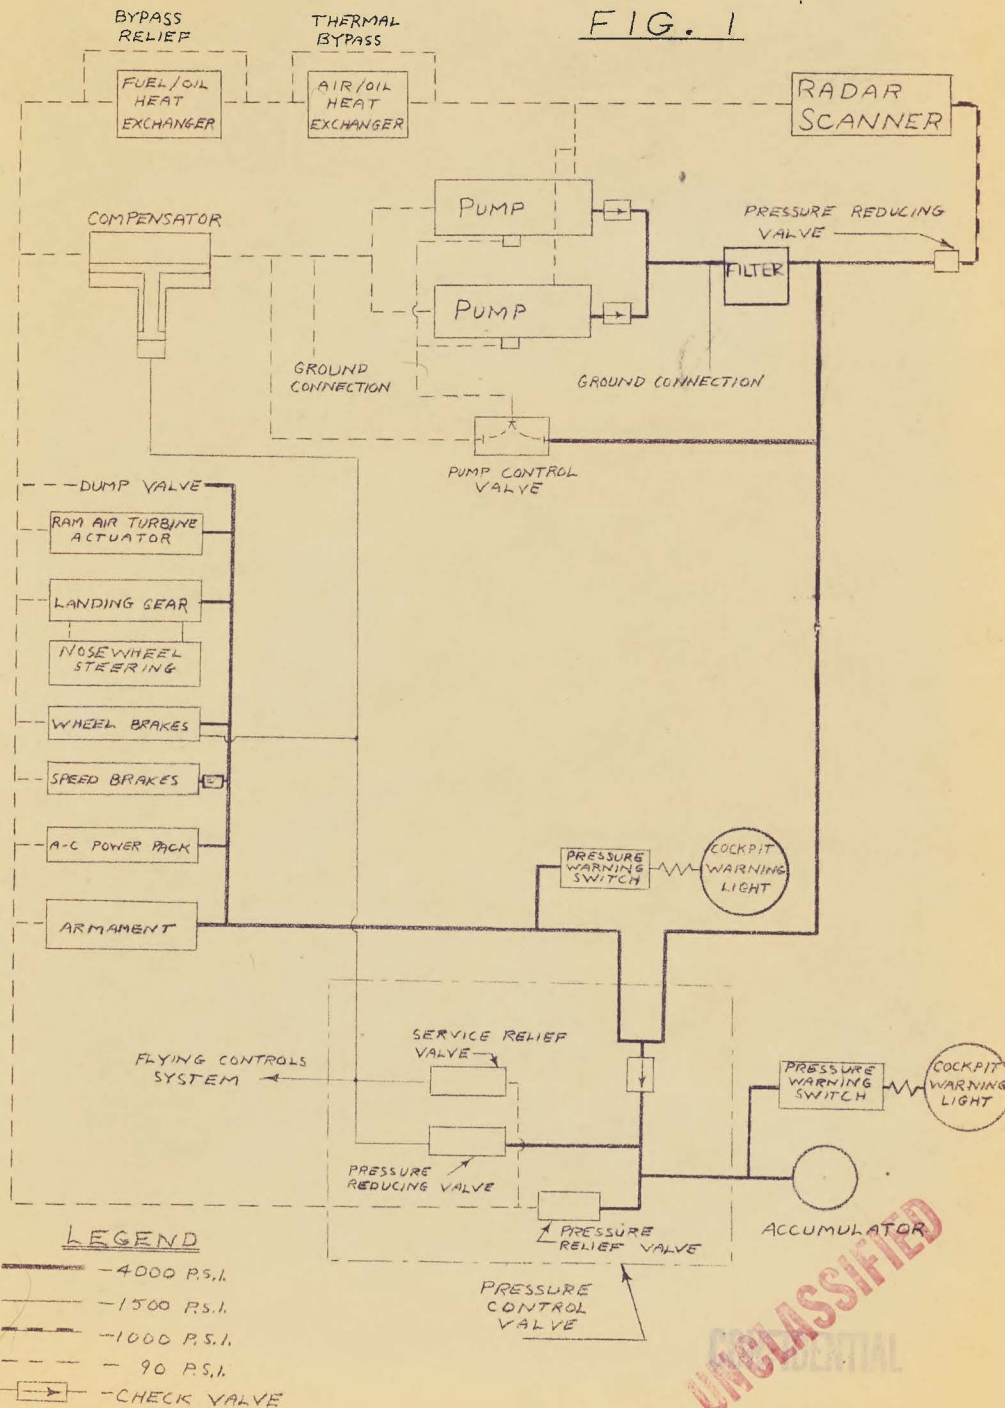 FIG. 1
BYPASS
RELIEF
THERMAL
BYPASS
FUEL/OIL
HEAT
EXCHANGER
AIR/OIL
HEAT
EXCHANGER
RADAR
SCANNER
COMPENSATOR
PUMP
PRESSURE REDUCING
VALVE
FILTER
PUMP
GROUND
CONNECTION
GROUND CONNECTION
PUMP CONTROL
VALVE
DUMP VALVE
RAM AIR TURBINE
ACTUATOR
LANDING GEAR
NOSEWHEEL
STEERING
WHEEL BRAKES
SPEED BRAKES
A-C POWER PACK
ARMAMENT
PRESSURE
WARNING
SWITCH
COCKPIT
WARNING
LIGHT
SERVICE RELIEF
VALVE
FLYING CONTROLS
SYSTEM
PRESSURE
WARNING
SWITCH
COCKPIT
WARNING
LIGHT
PRESSURE
REDUCING VALVE
PRESSURE
RELIEF VALVE
ACCUMULATOR
PRESSURE
CONTROL
VALVE
LEGEND
-4000 P.S.I.
-1500 P.S.I.
-1000 P.S.I.
- 90 P.S.I.
-CHECK VALVE
UNCLASSIFIED
CONFIDENTIAL